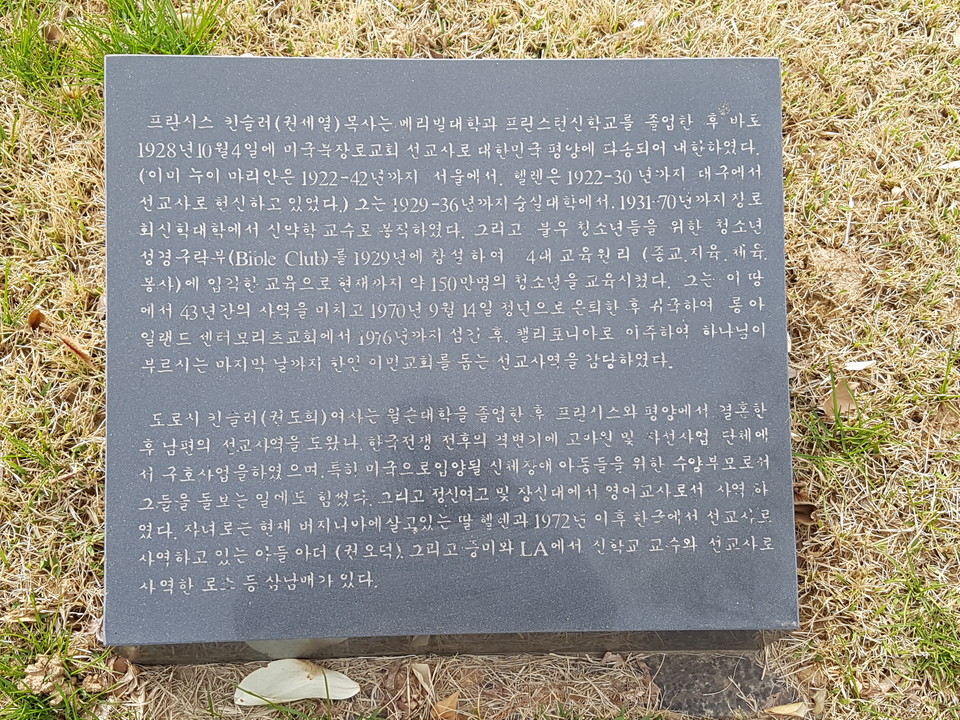 프란시스 킨슬러(권세열)목사는 메리빌대학과 프린스턴신학교를 졸업한 후 바로
1928년10월4일에 미국북장로교회 선교사로 대한민국 평양에 파송되어 내한하였다.
(이미 누이 마리안은 1922-42년까지 서울에서, 헬렌은 1922-30년까지 대구에서
선교사로 헌신하고 있었다.) 그는 1929-36년까지 숭실대학에서, 1931-70년까지 장로
회신학대학에서 신약학 교수로 봉직하였다. 그리고 불우 청소년들을 위한 청소년
성경구락부(Bible Club)를 1929년에 창설하여 4대 교육원리 (종교,지육,체육,
봉사)에 입각한 교육으로 현재까지 약 150만명의 청소년을 교육시켰다. 그는 이 땅
에서 43년간의 사역을 마치고 1970년 9월 14일 정년으로 은퇴한 후 귀국하여 롱아
일랜드 센터모리츠교회에서 1976년까지 섬긴 후, 캘리포니아로 이주하여 하나님이
부르시는 마지막 날까지 한인 이민교회를 돕는 선교사역을 감당하였다.
도로시 킨슬러(권도희)여사는 윌슨대학을 졸업한 후 프린시스와 평양에서 결혼한
후 남편의 선교사역을 도왔나. 한국전쟁 전후의 격변기에 고아원 및 자선사업 단체에
서 구호사업을하였으며, 특히 미국으로입양될 신체장애 아동들을 위한 수양부모로서
그들을 돌보는 일에도 힘썼다. 그리고 정신여고 및 장신대에서 영어교사로서 사역하
였다. 자녀로는 현재 버지니아에살고있는 딸 헬렌과 1972년 이후 한국에서 선교사로
사역하고 있는 아들 아더 (권오덕), 그리고 중미와 LA에서 신학교 교수와 선교사로
사역한 등 삼남매가 있다.